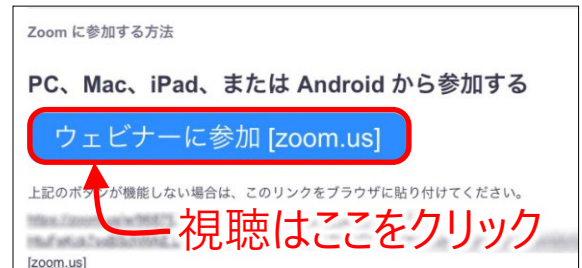 Zoom に参加する方法
PC、Mac、iPad、または Android から参加する
ウェビナーに参加 [zoom.us]
上記のボタンが機能しない場合は、このリンクをブラウザに貼り付けてください。
視聴はここをクリック
[zoom.us]